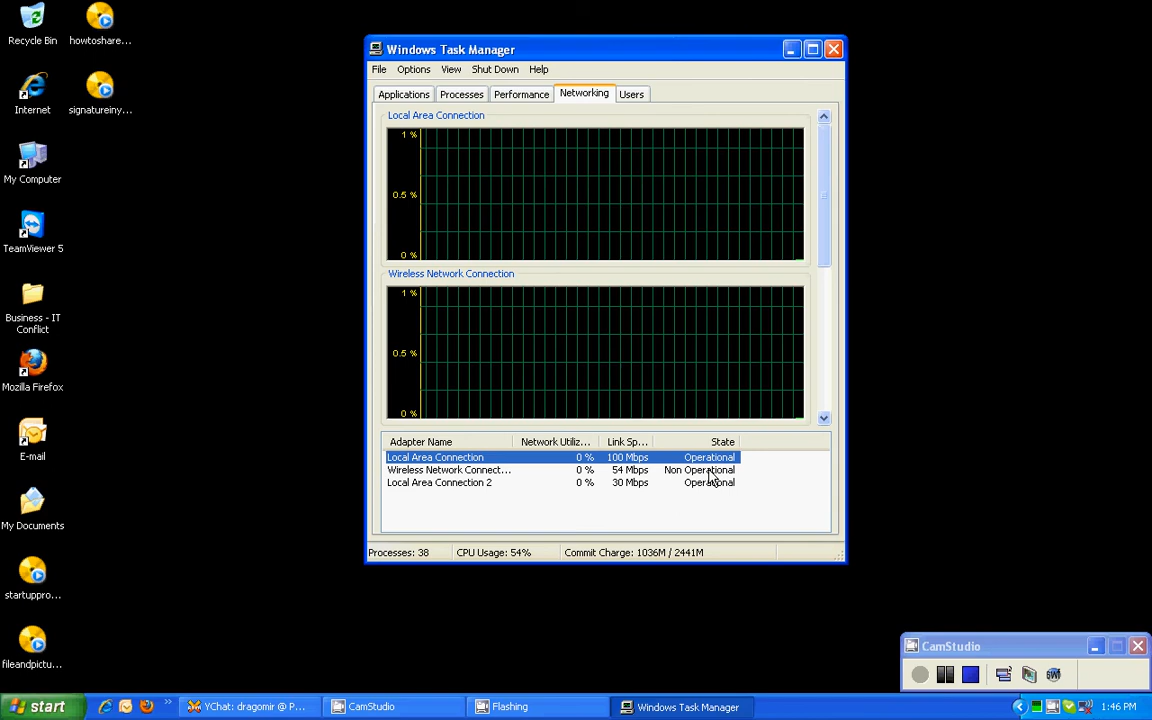 Recycle Bin
howtoshare...
Internet
signatureiny...
My Computer
TeamViewer 5
Business - IT
Conflict
Mozilla Firefox
E-mail
My Documents
startuppro...
fileandpictu...
Windows Task Manager
File Options View Shut Down Help
Applications Processes Performance Networking Users
Local Area Connection
1 %
0.5 %
0 %
Wireless Network Connection
1 %
0.5 %
0 %
Adapter Name Network Utiliz... Link Sp... State
Local Area Connection 0 % 100 Mbps Operational
Wireless Network Connect... 0 % 54 Mbps Non Operational
Local Area Connection 2 0 % 30 Mbps Operational
Processes: 38 CPU Usage: 54% Commit Charge: 1036M / 2441M
CamStudio
start
YChat: dragomir @ P...
CamStudio
Flashing
Windows Task Manager
1:46 PM